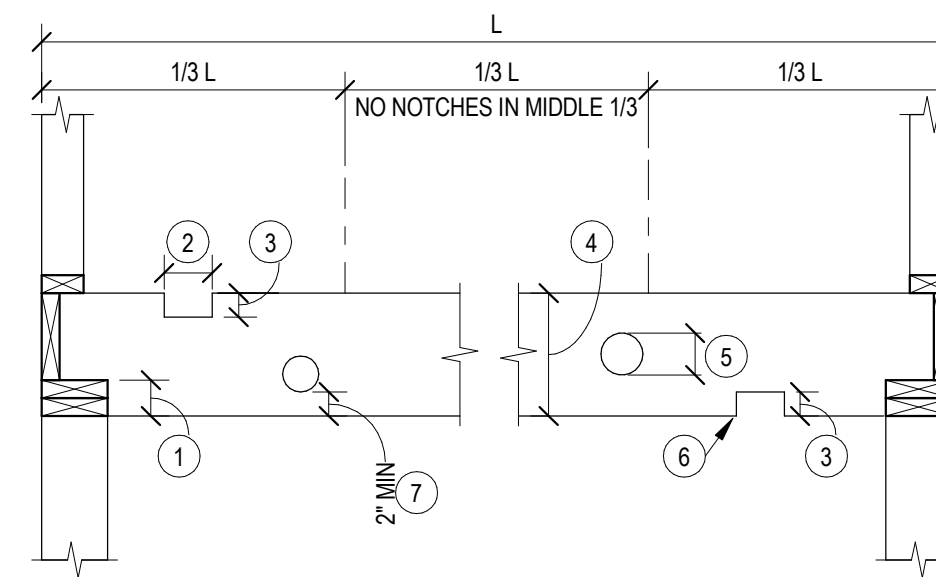 L
1/3 L 1/3 L 1/3 L
NO NOTCHES IN MIDDLE 1/3
2 3 4
5
1 6 3
2" MIN 7